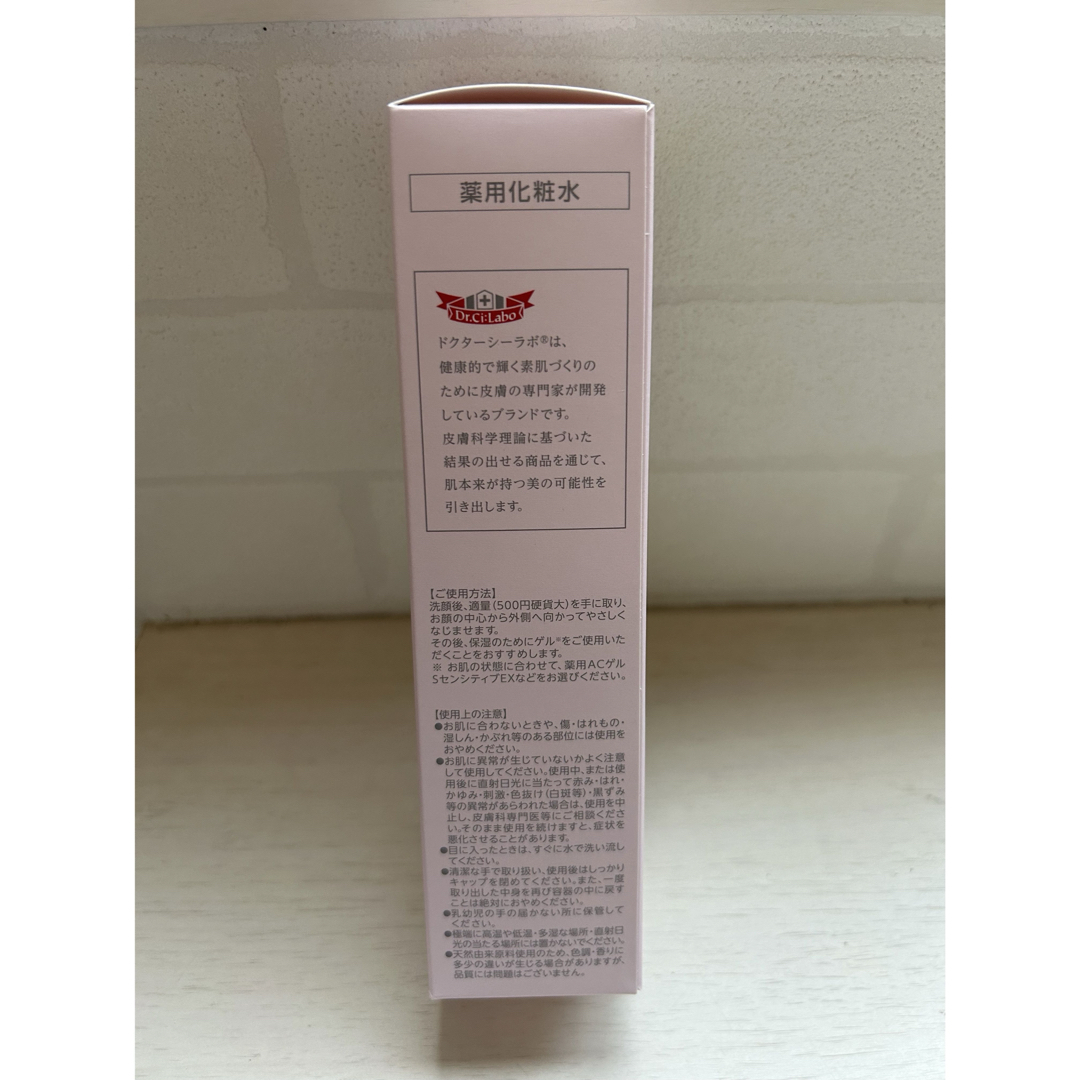 薬用化粧水
Dr.Ci:Labo
ドクターシーラボ®は、
健康的で輝く素肌づくりの
ために皮膚の専門家が開発
しているブランドです。
皮膚科学理論に基づいた
結果の出せる商品を通じて、
肌本来が持つ美の可能性を
引き出します。
【ご使用方法】
洗顔後、適量(500円硬貨大)を手に取り、
お顔の中心から外側へ向かってやさしく
なじませます。
その後、保湿のためにゲル※をご使用いた
だくことをおすすめします。
※ お肌の状態に合わせて、薬用ACゲル
SセンシティブEXなどをお選びください。
【使用上の注意】
●お肌に合わないときや、傷・はれもの・
湿しん・かぶれ等のある部位には使用を
おやめください。
●お肌に異常が生じていないかよく注意
して使用してください。使用中、または使
用後に直射日光に当たって赤み・はれ・
かゆみ・刺激・色抜け(白斑等)・黒ずみ
等の異常があらわれた場合は、使用を中
止し、皮膚科専門医等にご相談くださ
い。そのまま使用を続けますと、症状を
悪化させることがあります。
●目に入ったときは、すぐに水で洗い流し
てください。
●清潔な手で取り扱い、使用後はしっかり
キャップを閉めてください。また、一度
取り出した中身を再び容器の中に戻す
ことは絶対におやめください。
●乳幼児の手の届かない所に保管して
ください。
●極端に高温や低温・多湿な場所・直射日
光の当たる場所には置かないでください。
●天然由来原料使用のため、色調・香りに
多少の違いが生じる場合がありますが、
品質には問題はございません。